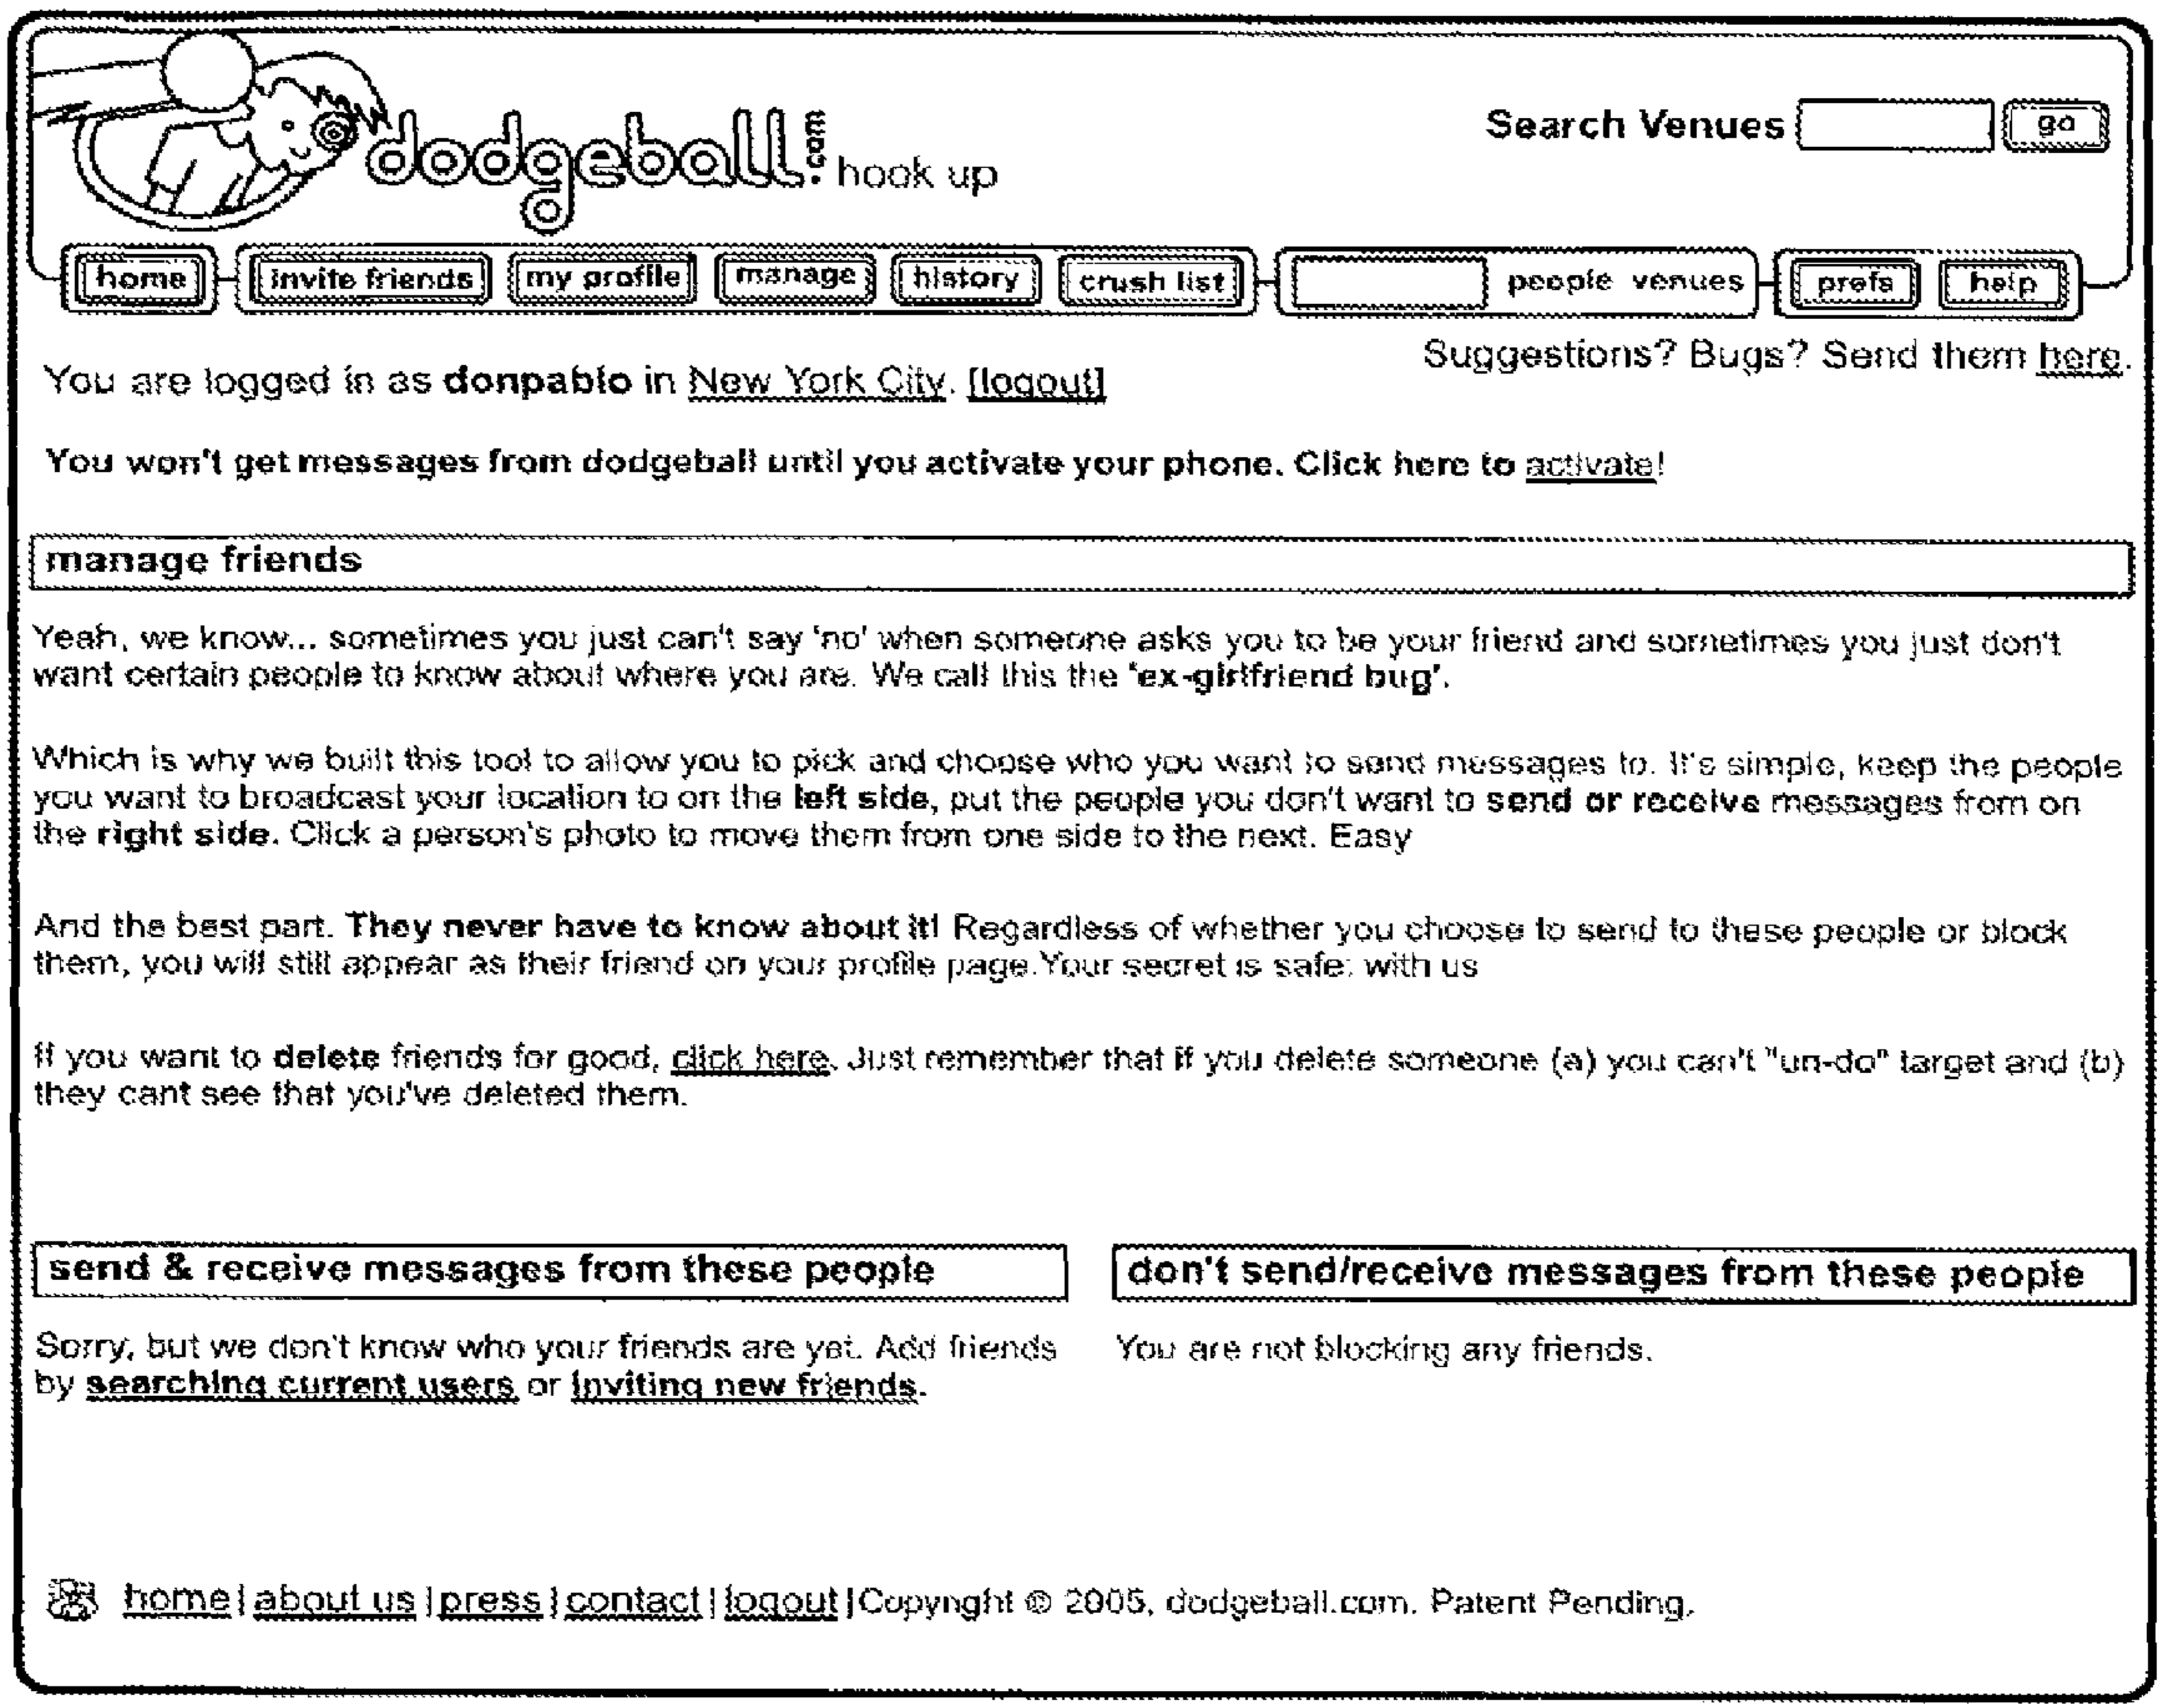 dodgeball.com hook up
Search Venues go
home invite friends my profile manage history crush list people venues prefs help
Suggestions? Bugs? Send them here.
You are logged in as donpablo in New York City. [logout]
You won't get messages from dodgeball until you activate your phone. Click here to activate!
manage friends
Yeah, we know... sometimes you just can't say 'no' when someone asks you to be your friend and sometimes you just don't
want certain people to know about where you are. We call this the 'ex-girlfriend bug'.
Which is why we built this tool to allow you to pick and choose who you want to send messages to. It's simple, keep the people
you want to broadcast your location to on the left side, put the people you don't want to send or receive messages from on
the right side. Click a person's photo to move them from one side to the next. Easy
And the best part. They never have to know about it! Regardless of whether you choose to send to these people or block
them, you will still appear as their friend on your profile page.Your secret is safe: with us
If you want to delete friends for good, click here. Just remember that if you delete someone (a) you can't "un-do" target and (b)
they cant see that you've deleted them.
send & receive messages from these people
Sorry, but we don't know who your friends are yet. Add friends
by searching current users or inviting new friends.
don't send/receive messages from these people
You are not blocking any friends.
home | about us | press | contact | logout | Copyright © 2005, dodgeball.com. Patent Pending.